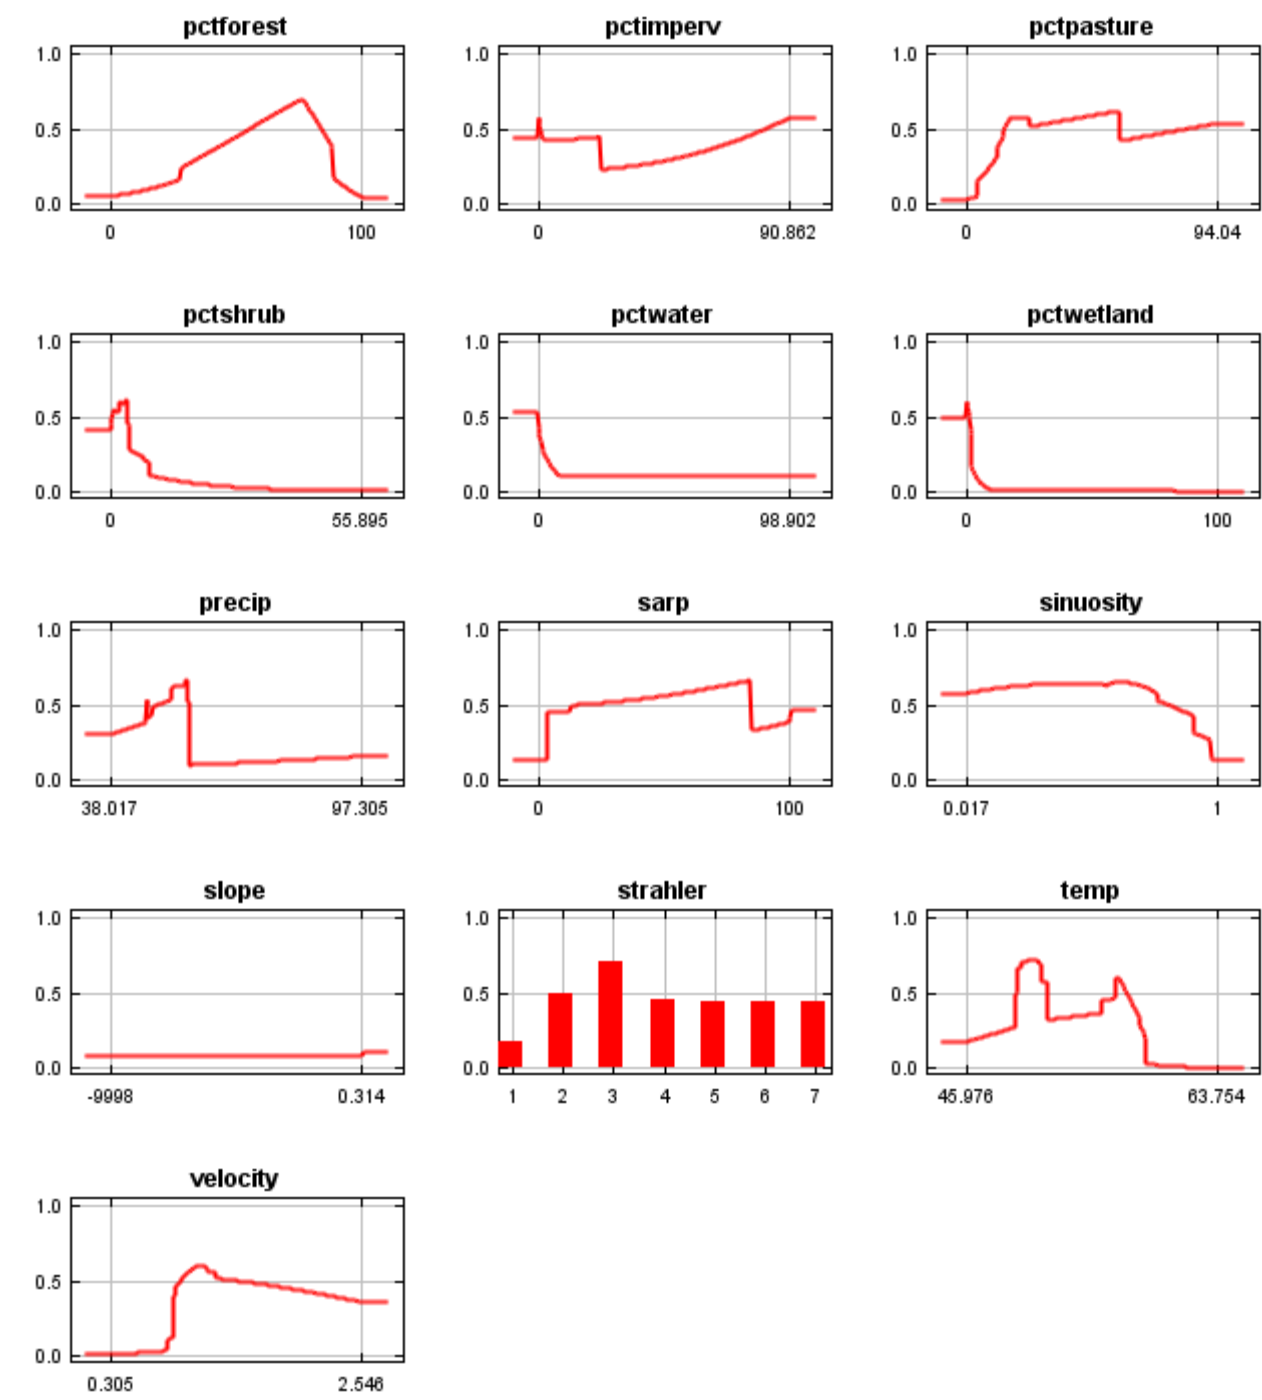 pctforest pctimperv pctpasture
1.0 1.0 1.0
0.5 0.5 0.5
0.0 0.0 0.0
0 100 0 90.862 0 94.04
pctshrub pctwater pctwetland
1.0 1.0 1.0
0.5 0.5 0.5
0.0 0.0 0.0
0 55.895 0 98.902 0 100
precip sarp sinuosity
1.0 1.0 1.0
0.5 0.5 0.5
0.0 0.0 0.0
38.017 97.305 0 100 0.017 1
slope strahler temp
1.0 1.0 1.0
0.5 0.5 0.5
0.0 0.0 0.0
-9998 0.314 1 2 3 4 5 6 7 45.976 63.754
velocity
1.0
0.5
0.0
0.305 2.546